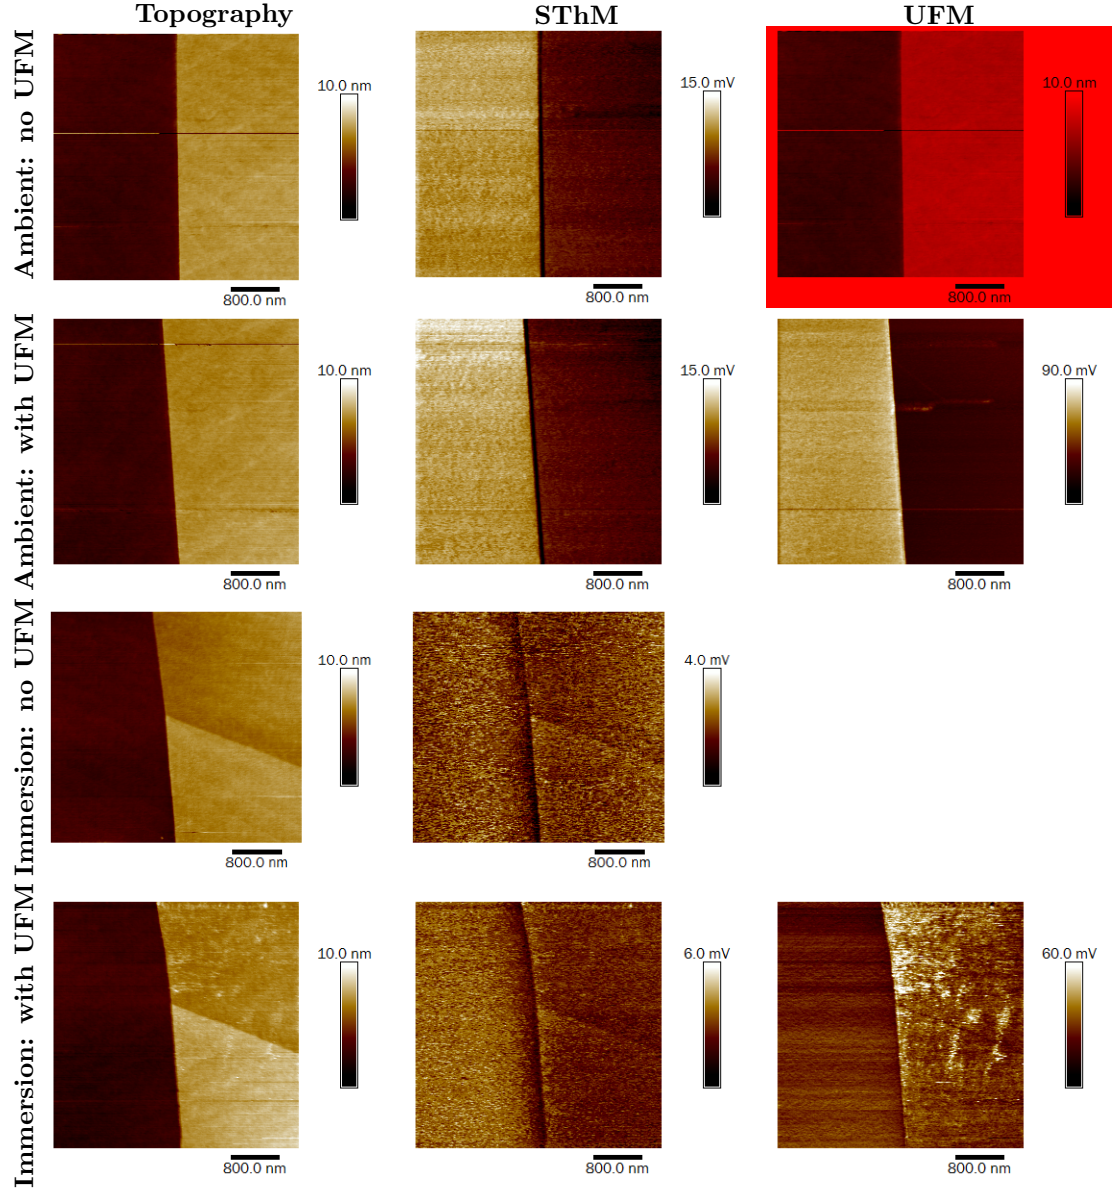 Topography SThM UFM
Ambient: no UFM
10.0 nm
800.0 nm
15.0 mV
800.0 nm
10.0 nm
800.0 nm
Ambient: with UFM
10.0 nm
800.0 nm
15.0 mV
800.0 nm
90.0 mV
800.0 nm
Immersion: no UFM
10.0 nm
800.0 nm
4.0 mV
800.0 nm
Immersion: with UFM
10.0 nm
800.0 nm
6.0 mV
800.0 nm
60.0 mV
800.0 nm